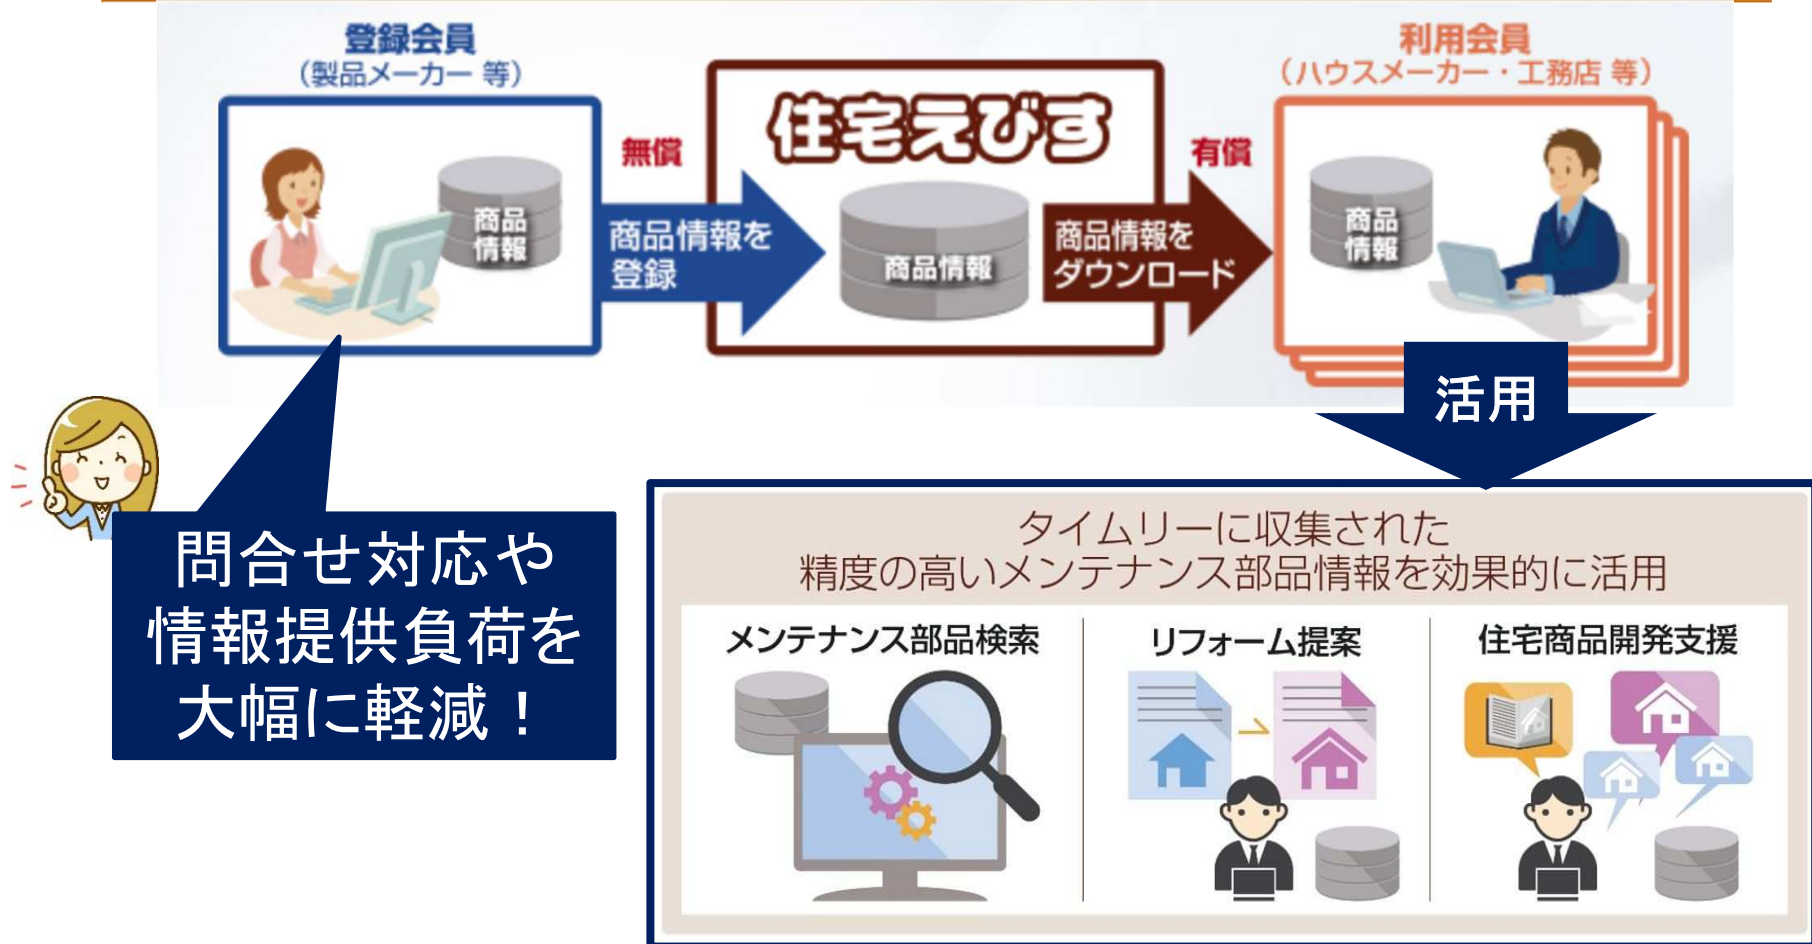 登録会員
（製品メーカー 等）
商品
情報
無償
商品情報を
登録
住宅えびす
商品情報
有償
商品情報を
ダウンロード
利用会員
（ハウスメーカー・工務店 等）
商品
情報
活用
問合せ対応や
情報提供負荷を
大幅に軽減！
タイムリーに収集された
精度の高いメンテナンス部品情報を効果的に活用
メンテナンス部品検索
リフォーム提案
住宅商品開発支援